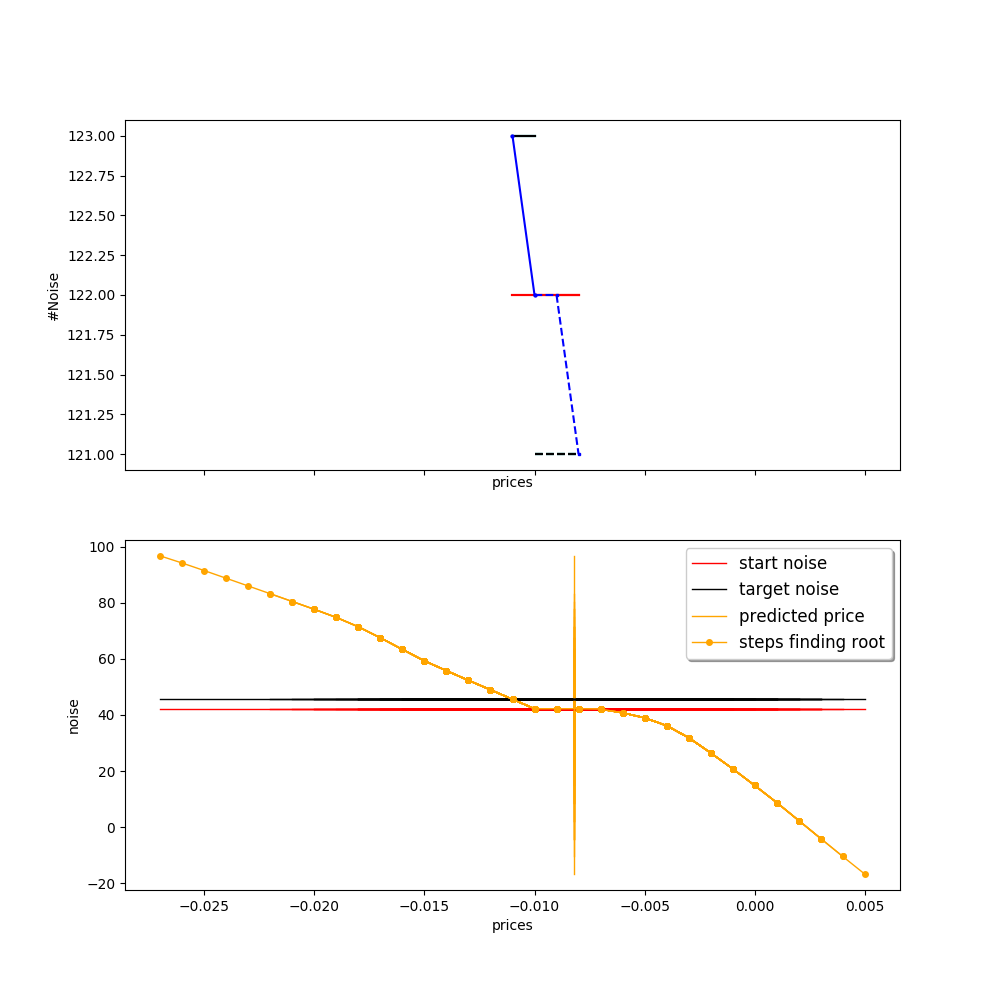 123.00
122.75
122.50
122.25
122.00
121.75
121.50
121.25
121.00
#Noise
prices
100
80
60
40
20
0
−20
noise
start noise
target noise
predicted price
steps finding root
−0.025 −0.020 −0.015 −0.010 −0.005 0.000 0.005
prices